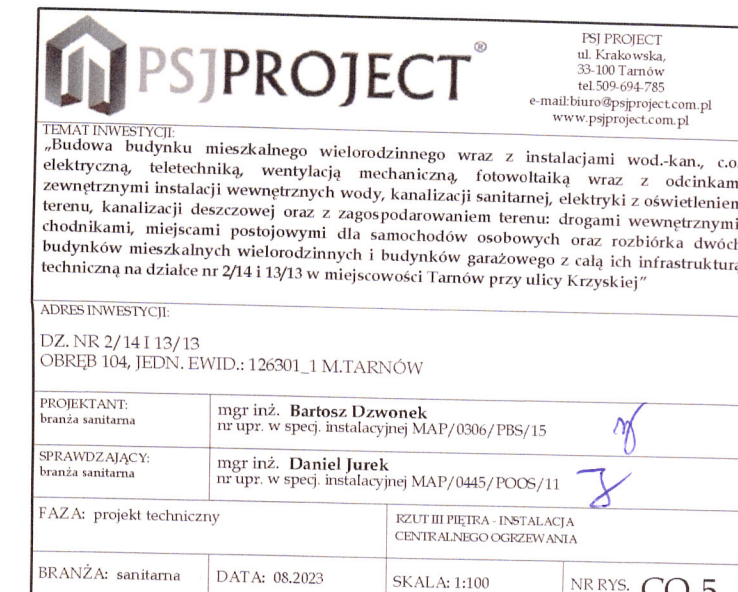 PSJPROJECT®
PSJ PROJECT
ul. Krakowska,
33-100 Tarnów
tel.509-694-785
e-mail:biuro@psjproject.com.pl
www.psjproject.com.pl
TEMAT INWESTYCJI:
„Budowa budynku mieszkalnego wielorodzinnego wraz z instalacjami wod.-kan., c.o.
elektryczną, teletechniką, wentylacją mechaniczną, fotowoltaiką wraz z odcinkam
zewnętrznymi instalacji wewnętrznych wody, kanalizacji sanitarnej, elektryki z oświetleniem
terenu, kanalizacji deszczowej oraz z zagospodarowaniem terenu: drogami wewnętrznymi
chodnikami, miejscami postojowymi dla samochodów osobowych oraz rozbiórka dwóch
budynków mieszkalnych wielorodzinnych i budynków garażowego z całą ich infrastrukturą
techniczną na działce nr 2/14 i 13/13 w miejscowości Tarnów przy ulicy Krzyskiej”
ADRES INWESTYCJI:
DZ. NR 2/14 I 13/13
OBRĘB 104, JEDN. EWID.: 126301_1 M.TARNÓW
PROJEKTANT:
branża sanitarna
mgr inż. Bartosz Dzwonek
nr upr. w specj. instalacyjnej MAP/0306/PBS/15
SPRAWDZAJĄCY:
branża sanitarna
mgr inż. Daniel Jurek
nr upr. w specj. instalacyjnej MAP/0445/POOS/11
FAZA: projekt techniczny
RZUT III PIĘTRA - INSTALACJA
CENTRALNEGO OGRZEWANIA
BRANŻA: sanitarna
DATA: 08.2023
SKALA: 1:100
NR RYS. CO 5